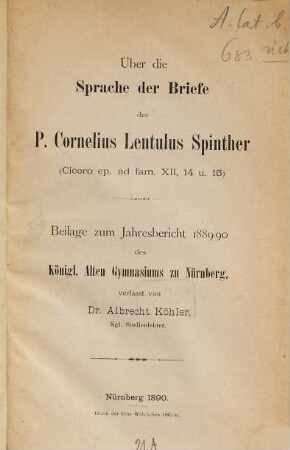 A. lat. b.
683
Über die
Sprache der Briefe
des
P. Cornelius Lentulus Spinther
(Cicero ep. ad fam. XII, 14 u. 15)
Beilage zum Jahresbericht 1889/90
des
Königl. Alten Gymnasiums zu Nürnberg,
verfasst von
Dr. Albrecht Köhler,
Kgl. Studienlehrer.
Nürnberg 1890.
Druck der